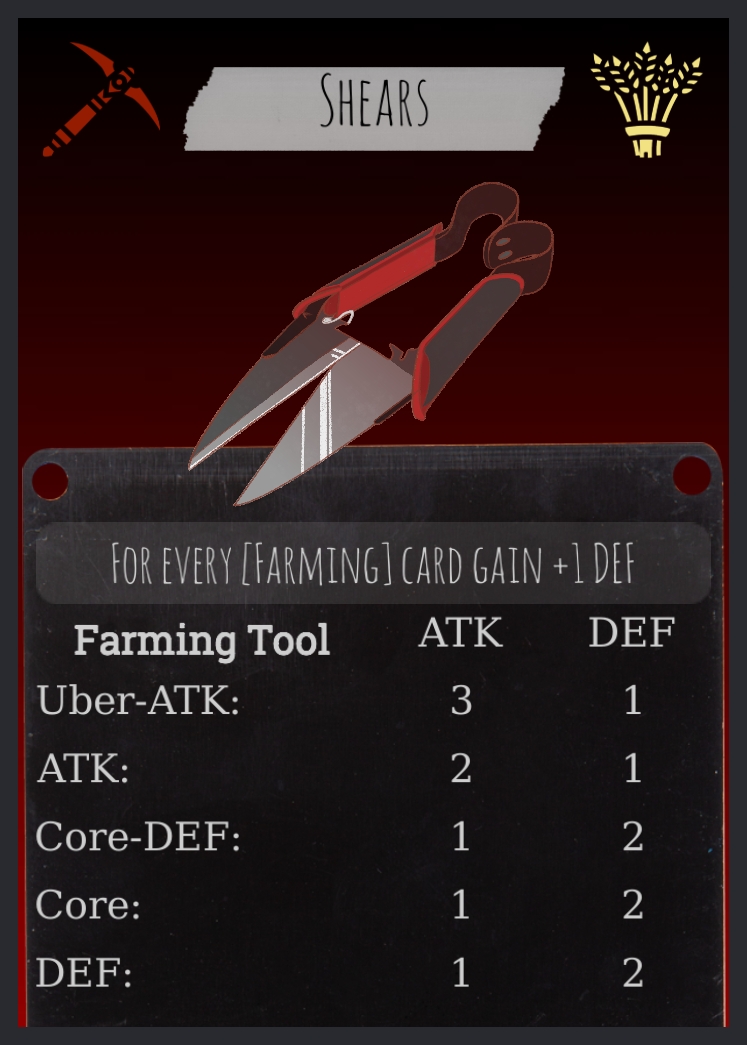 Shears
For every [Farming] card gain +1 DEF
Farming Tool ATK DEF
Uber-ATK: 3 1
ATK: 2 1
Core-DEF: 1 2
Core: 1 2
DEF: 1 2